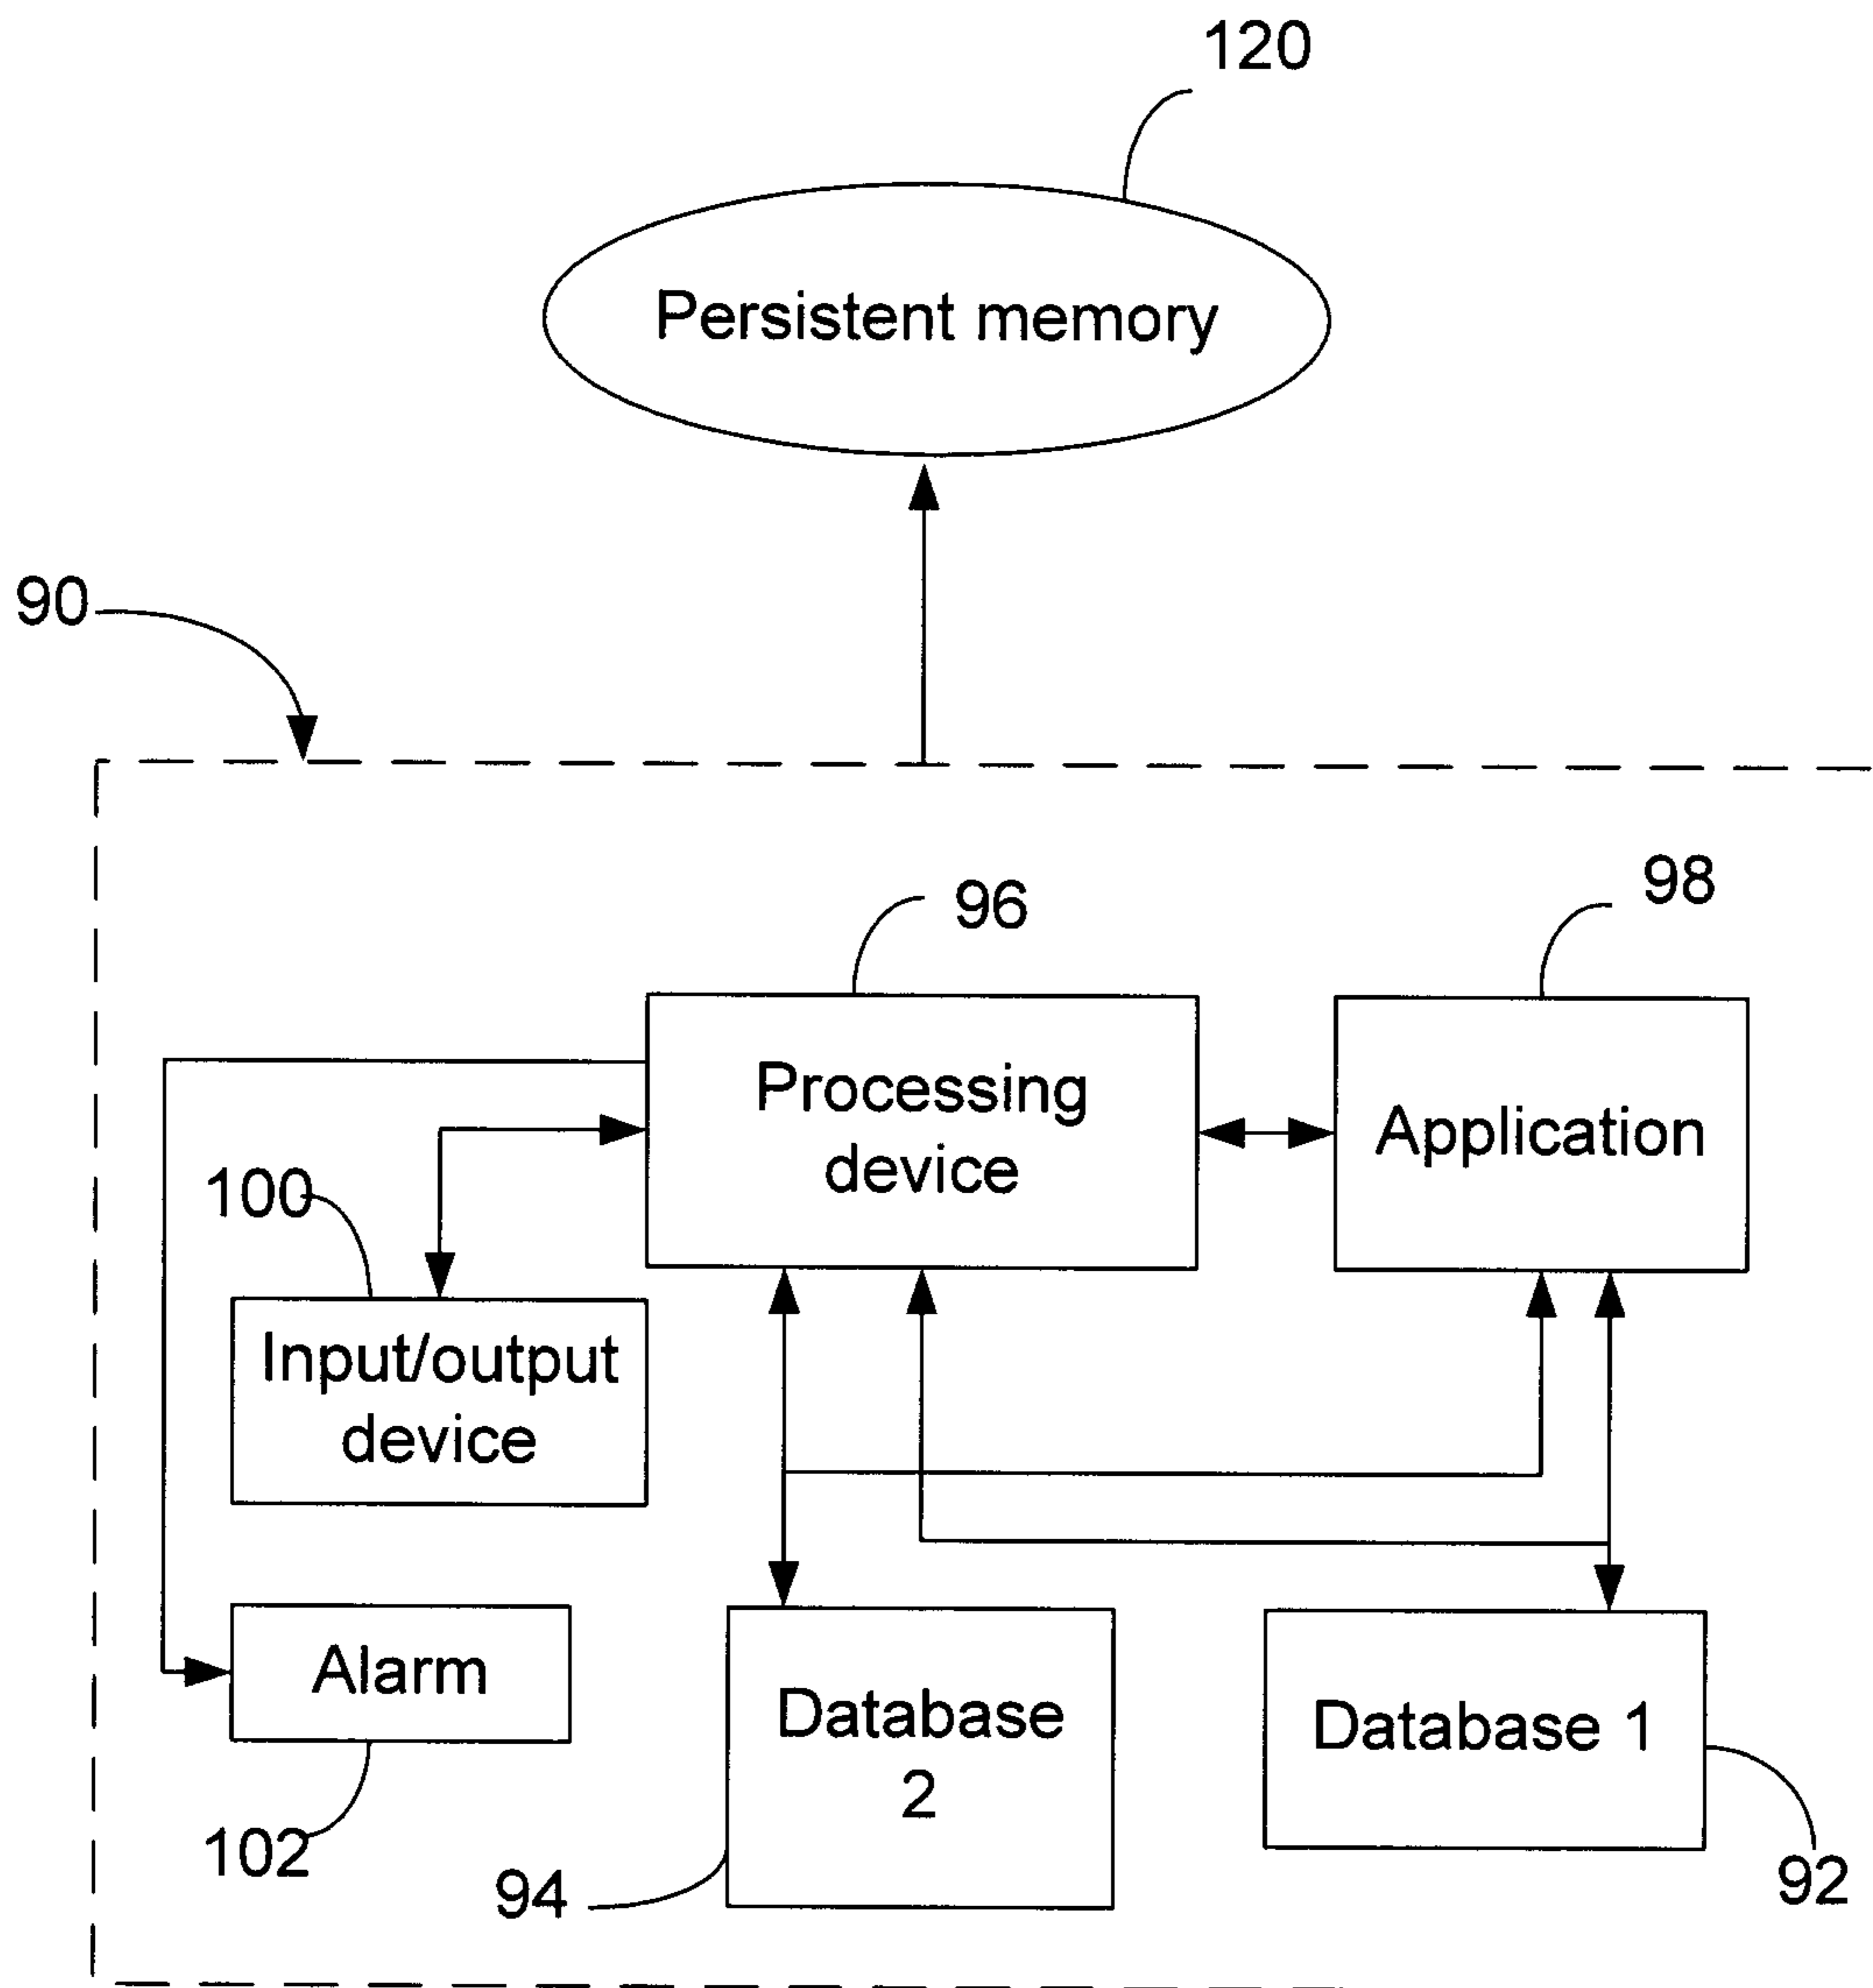 120
Persistent memory
90
96
98
Processing
device
Application
100
Input/output
device
Alarm
Database
2
Database 1
102
94
92